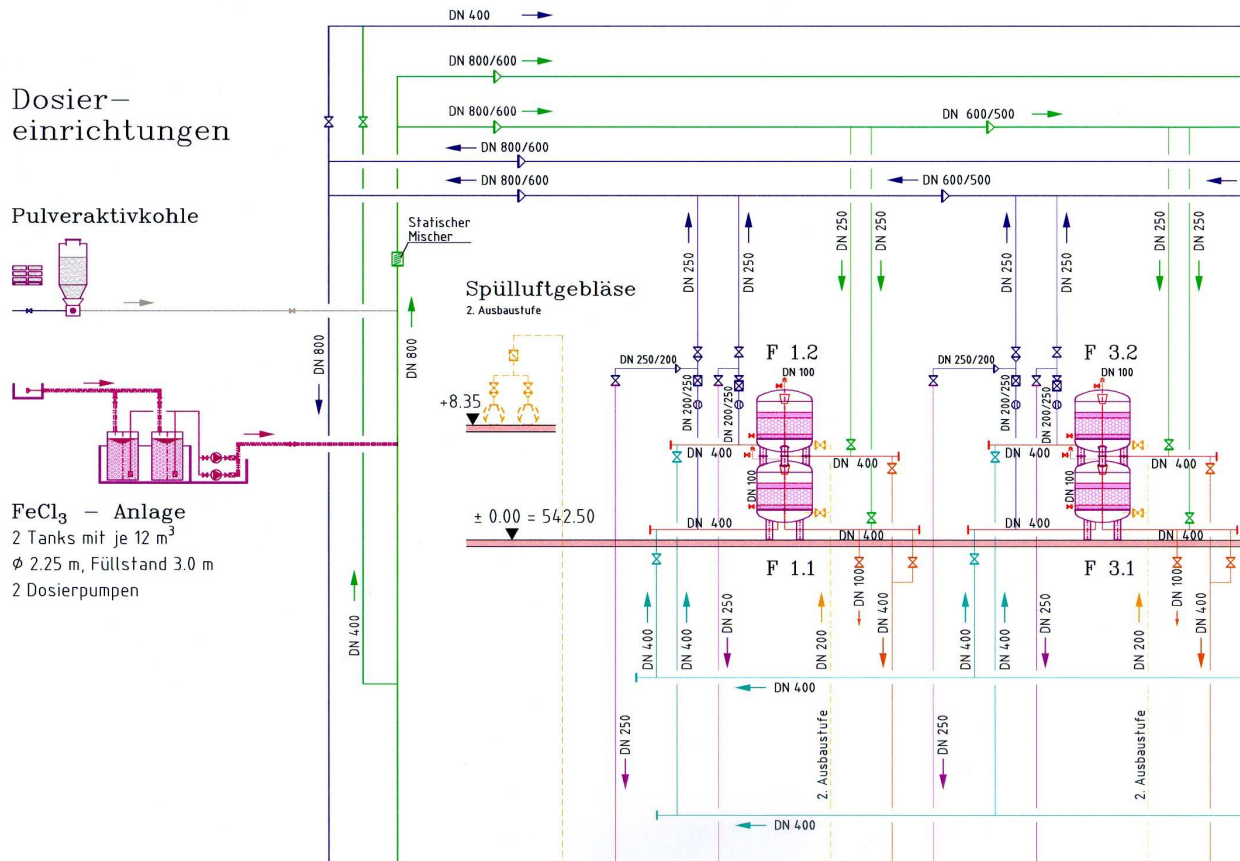 DN 400
DN 800/600
Dosier-
einrichtungen
DN 800/600
DN 600/500
DN 800/600
DN 800/600
DN 600/500
Pulveraktivkohle
Statischer
Mischer
DN 250
DN 250
DN 250
DN 250
DN 250
DN 250
DN 250
DN 250
Spülluftgebläse
2. Ausbaustufe
DN 800
DN 800
F 1.2
F 3.2
DN 250/200
DN 100
DN 250/200
DN 100
DN 200/250
DN 200/250
DN 200/250
DN 200/250
+8.35
DN 400
DN 400
DN 400
DN 400
DN 100
DN 100
FeCl3 - Anlage
2 Tanks mit je 12 m3
ø 2.25 m, Füllstand 3.0 m
2 Dosierpumpen
± 0.00 = 542.50
DN 400
DN 400
DN 400
DN 400
F 1.1
F 3.1
DN 100
DN 100
DN 400
DN 400
DN 400
DN 250
DN 200
DN 400
DN 400
DN 400
DN 250
DN 200
DN 400
DN 400
DN 250
2. Ausbaustufe
DN 250
2. Ausbaustufe
DN 400